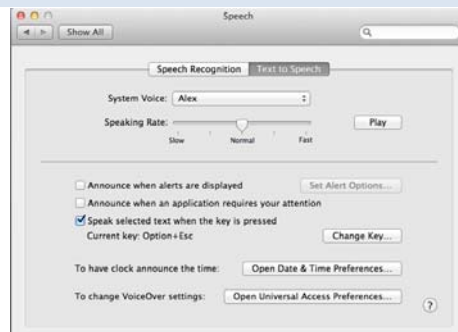 Speech
Show All
Speech Recognition Text to Speech
System Voice: Alex
Speaking Rate: Play
Slow Normal Fast
Announce when alerts are displayed Set Alert Options...
Announce when an application requires your attention
Speak selected text when the key is pressed
Current key: Option+Esc Change Key...
To have clock announce the time: Open Date & Time Preferences...
To change VoiceOver settings: Open Universal Access Preferences... ?